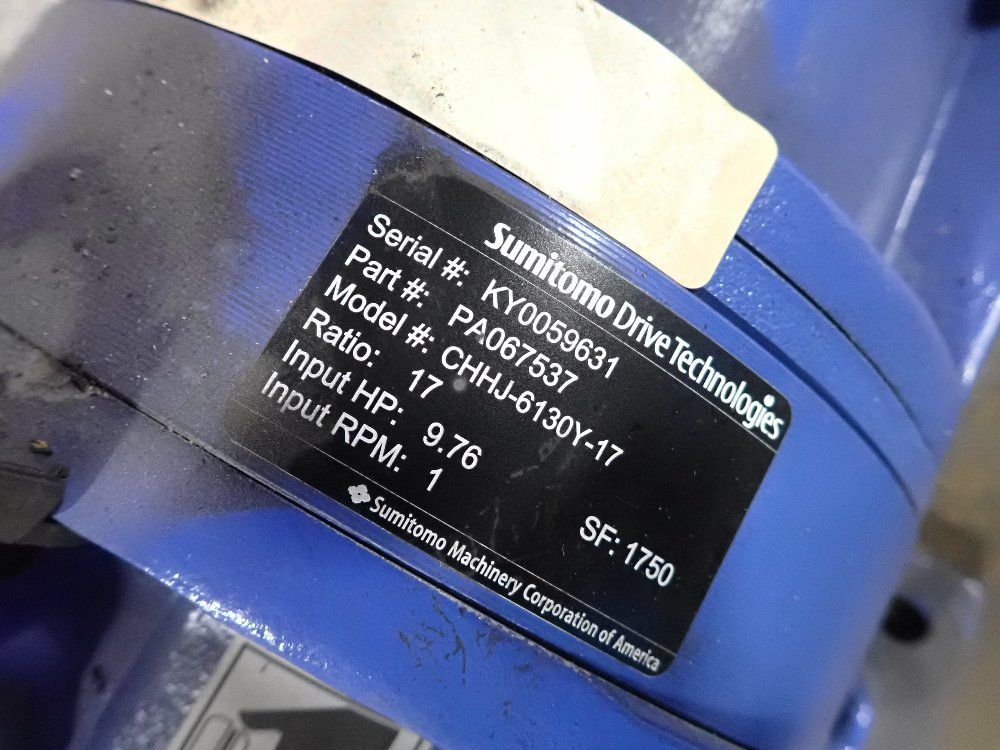 Sumitomo Drive Technologies
Serial #: KY0059631
Part #: PA067537
Model #: CHHJ-6130Y-17
Ratio: 17
Input HP: 9.76 SF: 1750
Input RPM: 1
Sumitomo Machinery Corporation of America